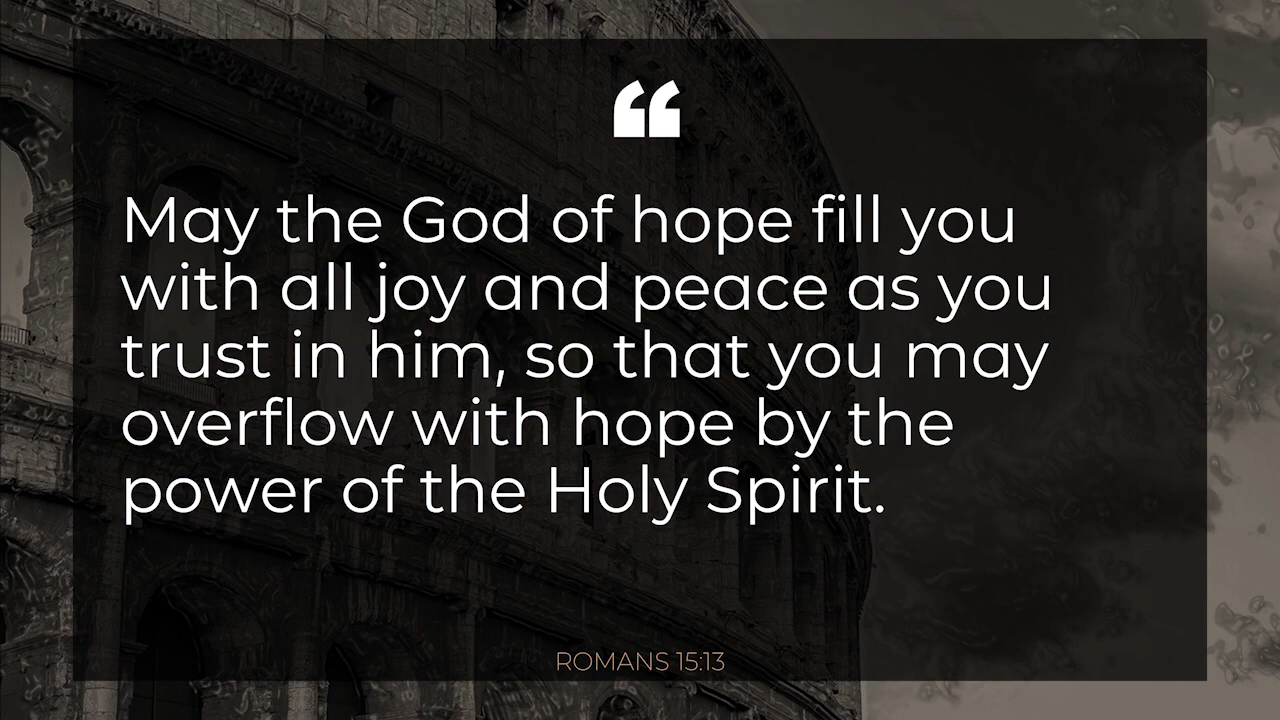 “
May the God of hope fill you
with all joy and peace as you
trust in him, so that you may
overflow with hope by the
power of the Holy Spirit.
ROMANS 15:13